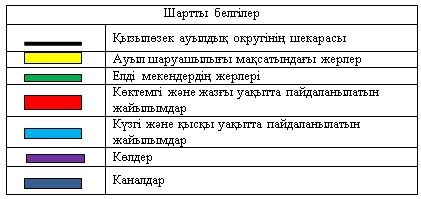 Шартты белгілер
Қызылөзек ауылдық округінің шекарасы
Ауыл шаруашылығы мақсатындағы жерлер
Елді мекендердің жерлері
Көктемгі және жазғы уақытта пайдаланылатын
жайылымдар
Күзгі және қысқы уақытта пайдаланылатын
жайылымдар
Көлдер
Каналдар